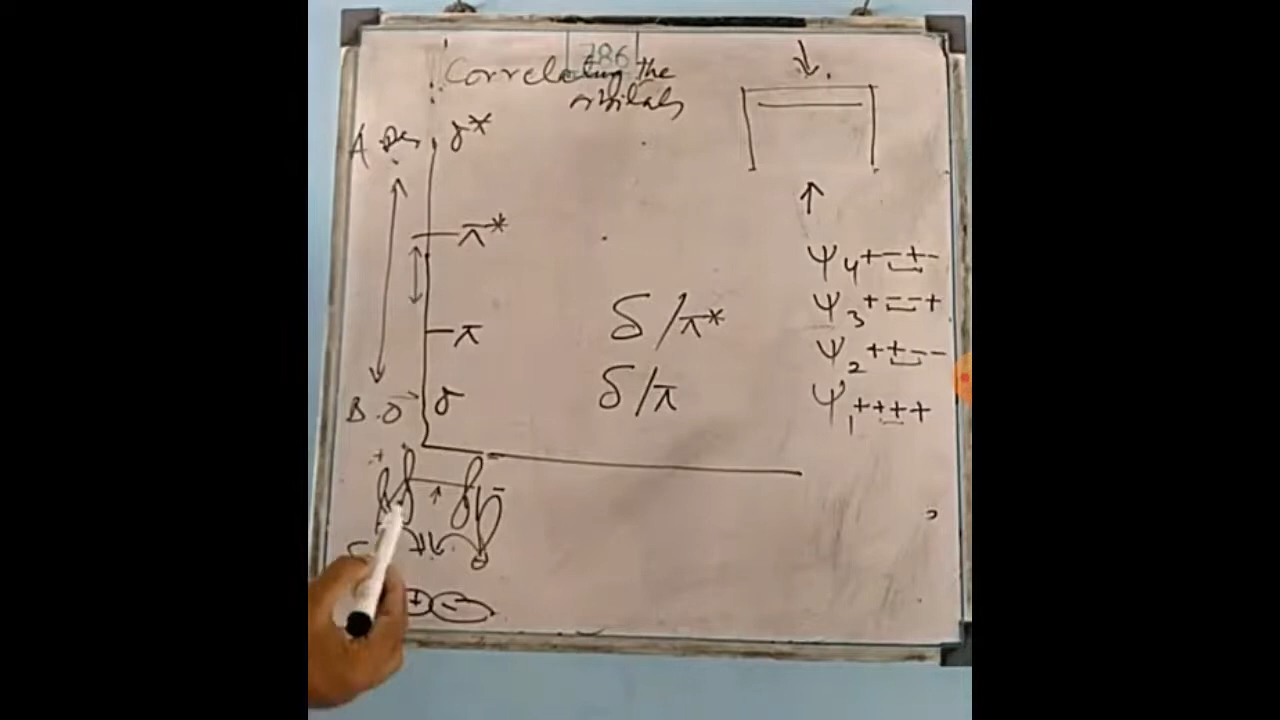 786
Correlating the
orbitals
σ*
π*
π
σ
δ/π*
δ/π
ψ4 + - + -
ψ3 + - - +
ψ2 + + - -
ψ1 + + + +
+ + - -
+ -